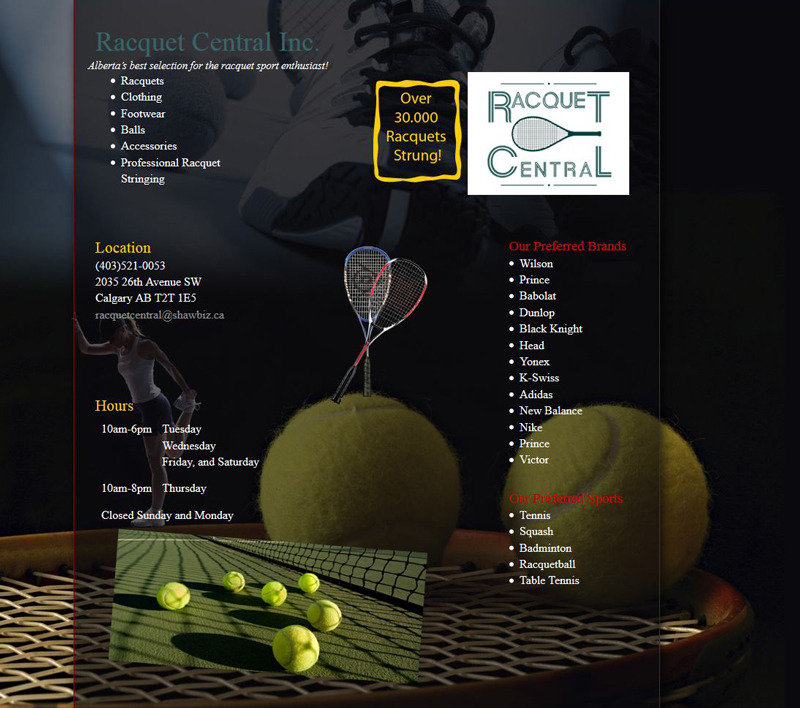 Racquet Central Inc.
Alberta's best selection for the racquet sport enthusiast!
Racquets
Clothing
Footwear
Balls
Accessories
Professional Racquet
Stringing
Over
30.000
Racquets
Strung!
RACQUET
CENTRAL
Location
(403)521-0053
2035 26th Avenue SW
Calgary AB T2T 1E5
racquetcentral@shawbiz.ca
Hours
10am-6pm Tuesday
Wednesday
Friday, and Saturday
10am-8pm Thursday
Closed Sunday and Monday
Our Preferred Brands
Wilson
Prince
Babolat
Dunlop
Black Knight
Head
Yonex
K-Swiss
Adidas
New Balance
Nike
Prince
Victor
Our Preferred Sports
Tennis
Squash
Badminton
Racquetball
Table Tennis